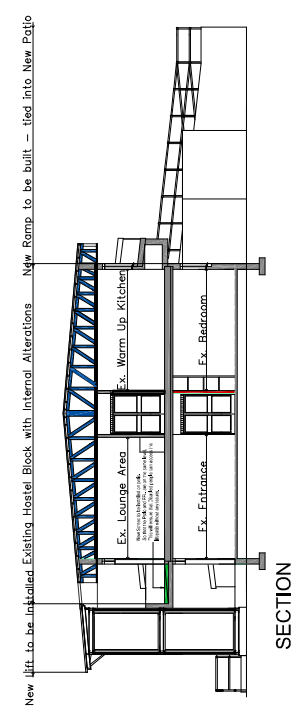 New Lift to be Installed
Existing Hostel Block with Internal Alterations
New Ramp to be built - tied into New Patio
Ex. Lounge Area
Ex. Warm Up Kitchen
Ex. Entrance
Ex. Bedroom
SECTION